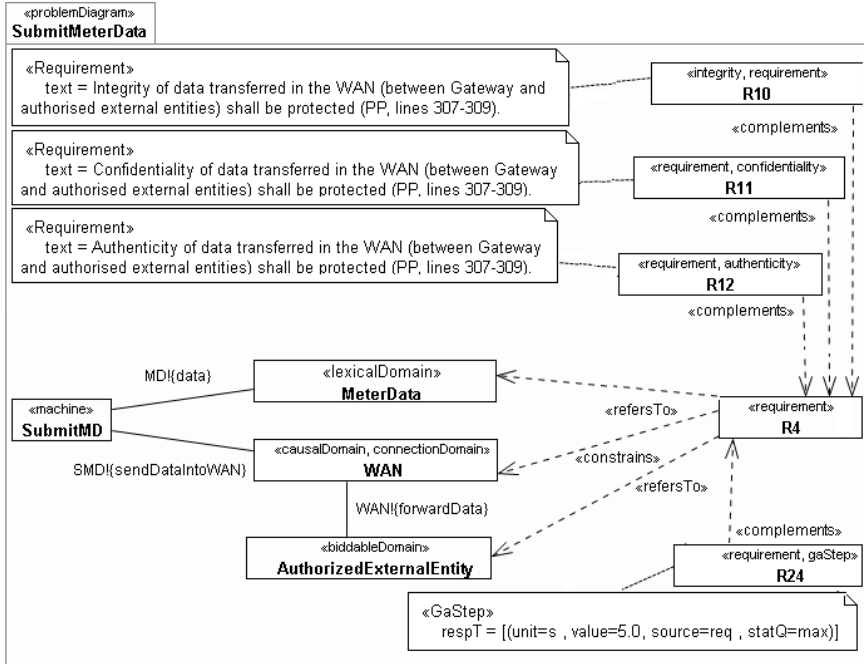 «problemDiagram»
SubmitMeterData
«Requirement»
text = Integrity of data transferred in the WAN (between Gateway and
authorised external entities) shall be protected (PP, lines 307-309).
«integrity, requirement»
R10
«complements»
«Requirement»
text = Confidentiality of data transferred in the WAN (between Gateway
and authorised external entities) shall be protected (PP, lines 307-309).
«requirement, confidentiality»
R11
«complements»
«Requirement»
text = Authenticity of data transferred in the WAN (between Gateway
and authorised external entities) shall be protected (PP, lines 307-309).
«requirement, authenticity»
R12
«complements»
MD!{data}
«lexicalDomain»
MeterData
«machine»
SubmitMD
«refersTo»
«requirement»
R4
SMD!{sendDataIntoWAN}
«causalDomain, connectionDomain»
WAN
«constrains»
«refersTo»
WAN!{forwardData}
«biddableDomain»
AuthorizedExternalEntity
«complements»
«requirement, gaStep»
R24
«GaStep»
respT = [(unit=s , value=5.0, source=req , statQ=max)]